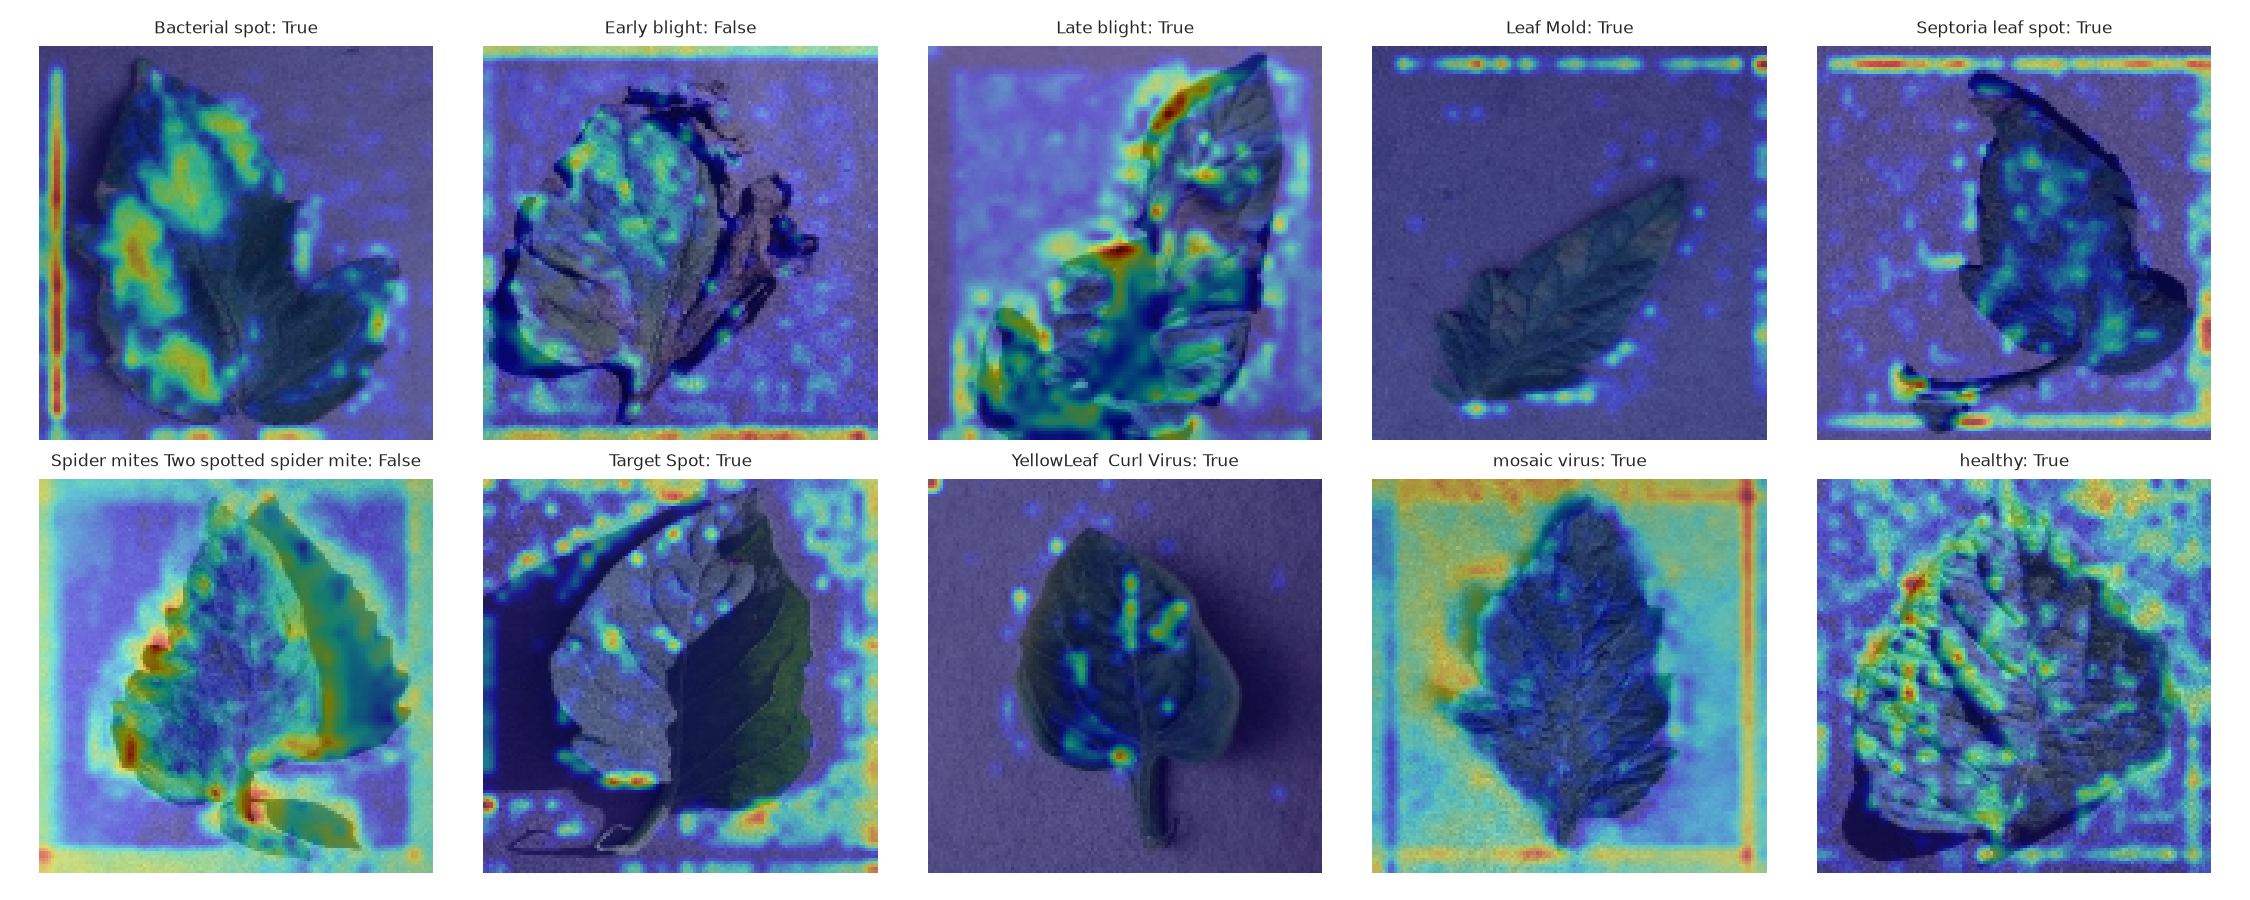 Bacterial spot: True
Early blight: False
Late blight: True
Leaf Mold: True
Septoria leaf spot: True
Spider mites Two spotted spider mite: False
Target Spot: True
YellowLeaf  Curl Virus: True
mosaic virus: True
healthy: True